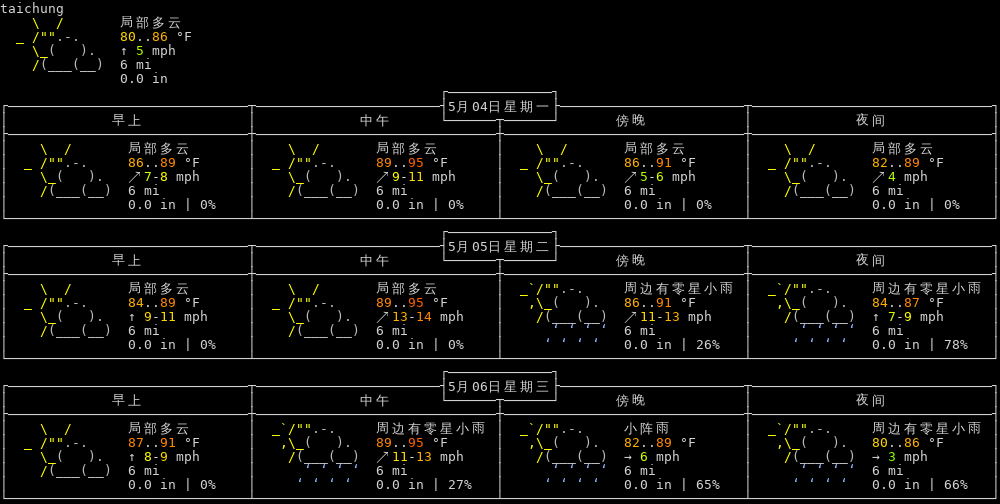 taichung
局部多云
80..86 °F
↑ 5 mph
6 mi
0.0 in
5月04日星期一
早上 中午 傍晚 夜间
局部多云 局部多云 局部多云 局部多云
86..89 °F 89..95 °F 86..91 °F 82..89 °F
↗7-8 mph ↗9-11 mph ↗5-6 mph ↗4 mph
6 mi 6 mi 6 mi 6 mi
0.0 in | 0% 0.0 in | 0% 0.0 in | 0% 0.0 in | 0%
5月05日星期二
早上 中午 傍晚 夜间
局部多云 局部多云 周边有零星小雨 周边有零星小雨
84..89 °F 89..95 °F 86..91 °F 84..87 °F
↑ 9-11 mph ↗13-14 mph ↗11-13 mph ↑ 7-9 mph
6 mi 6 mi 6 mi 6 mi
0.0 in | 0% 0.0 in | 0% 0.0 in | 26% 0.0 in | 78%
5月06日星期三
早上 中午 傍晚 夜间
局部多云 周边有零星小雨 小阵雨 周边有零星小雨
87..91 °F 89..95 °F 82..89 °F 80..86 °F
↑ 8-9 mph ↗11-13 mph → 6 mph → 3 mph
6 mi 6 mi 6 mi 6 mi
0.0 in | 0% 0.0 in | 27% 0.0 in | 65% 0.0 in | 66%